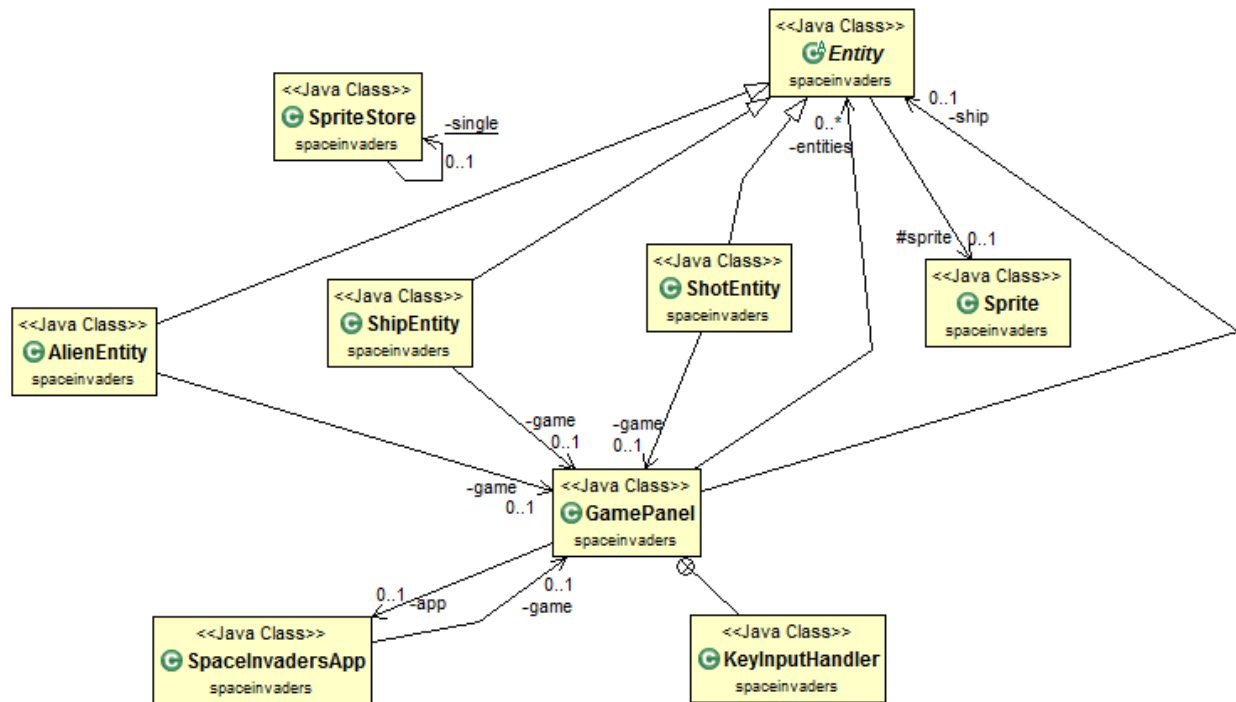 <<Java Class>>
Entity
spaceinvaders
<<Java Class>>
SpriteStore
spaceinvaders
-single
0..1
0..*
-entities
0..1
-ship
#sprite
0..1
<<Java Class>>
ShotEntity
spaceinvaders
<<Java Class>>
Sprite
spaceinvaders
<<Java Class>>
ShipEntity
spaceinvaders
<<Java Class>>
AlienEntity
spaceinvaders
-game
0..1
-game
0..1
-game
0..1
<<Java Class>>
GamePanel
spaceinvaders
0..1
-app
0..1
-game
<<Java Class>>
SpaceInvadersApp
spaceinvaders
<<Java Class>>
KeyInputHandler
spaceinvaders